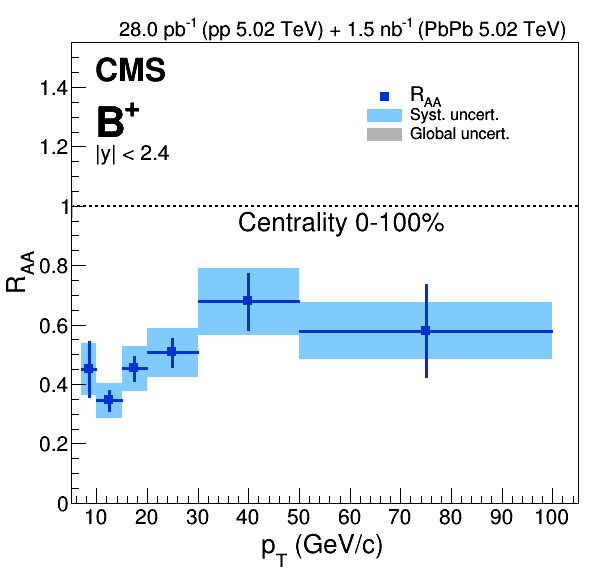 28.0 pb⁻¹ (pp 5.02 TeV) + 1.5 nb⁻¹ (PbPb 5.02 TeV)
CMS
B⁺
|y| < 2.4
R_AA
Syst. uncert.
Global uncert.
Centrality 0-100%
R_AA
1.4
1.2
1
0.8
0.6
0.4
0.2
0
10 20 30 40 50 60 70 80 90 100
p_T (GeV/c)